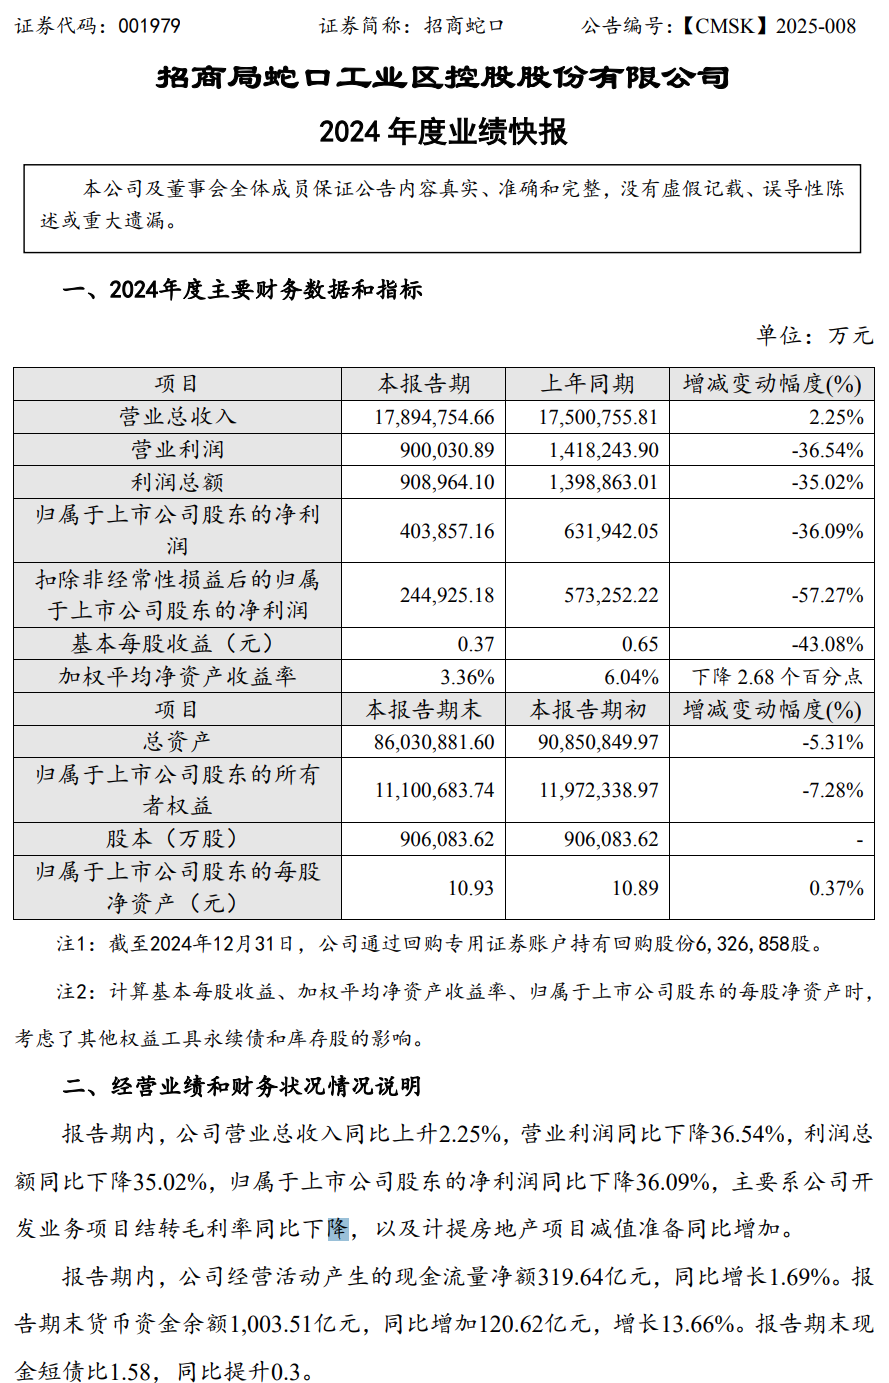 证券代码：001979 证券简称：招商蛇口 公告编号：【CMSK】2025-008
招商局蛇口工业区控股股份有限公司
2024 年度业绩快报
本公司及董事会全体成员保证公告内容真实、准确和完整，没有虚假记载、误导性陈
述或重大遗漏。
一、2024年度主要财务数据和指标
单位：万元
项目 本报告期 上年同期 增减变动幅度(%)
营业总收入 17,894,754.66 17,500,755.81 2.25%
营业利润 900,030.89 1,418,243.90 -36.54%
利润总额 908,964.10 1,398,863.01 -35.02%
归属于上市公司股东的净利
润 403,857.16 631,942.05 -36.09%
扣除非经常性损益后的归属
于上市公司股东的净利润 244,925.18 573,252.22 -57.27%
基本每股收益（元） 0.37 0.65 -43.08%
加权平均净资产收益率 3.36% 6.04% 下降 2.68 个百分点
项目 本报告期末 本报告期初 增减变动幅度(%)
总资产 86,030,881.60 90,850,849.97 -5.31%
归属于上市公司股东的所有
者权益 11,100,683.74 11,972,338.97 -7.28%
股本（万股） 906,083.62 906,083.62 -
归属于上市公司股东的每股
净资产（元） 10.93 10.89 0.37%
注1：截至2024年12月31日，公司通过回购专用证券账户持有回购股份6,326,858股。
注2：计算基本每股收益、加权平均净资产收益率、归属于上市公司股东的每股净资产时，
考虑了其他权益工具永续债和库存股的影响。
二、经营业绩和财务状况情况说明
报告期内，公司营业总收入同比上升2.25%，营业利润同比下降36.54%，利润总
额同比下降35.02%，归属于上市公司股东的净利润同比下降36.09%，主要系公司开
发业务项目结转毛利率同比下降，以及计提房地产项目减值准备同比增加。
报告期内，公司经营活动产生的现金流量净额319.64亿元，同比增长1.69%。报
告期末货币资金余额1,003.51亿元，同比增加120.62亿元，增长13.66%。报告期末现
金短债比1.58，同比提升0.3。